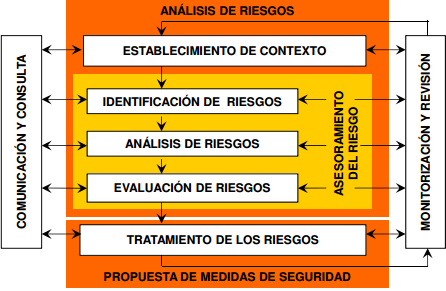 ANÁLISIS DE RIESGOS
ESTABLECIMIENTO DE CONTEXTO
COMUNICACIÓN Y CONSULTA
IDENTIFICACIÓN DE RIESGOS
ANÁLISIS DE RIESGOS
EVALUACIÓN DE RIESGOS
ASESORAMIENTO
DEL RIESGO
MONITORIZACIÓN Y REVISIÓN
TRATAMIENTO DE LOS RIESGOS
PROPUESTA DE MEDIDAS DE SEGURIDAD